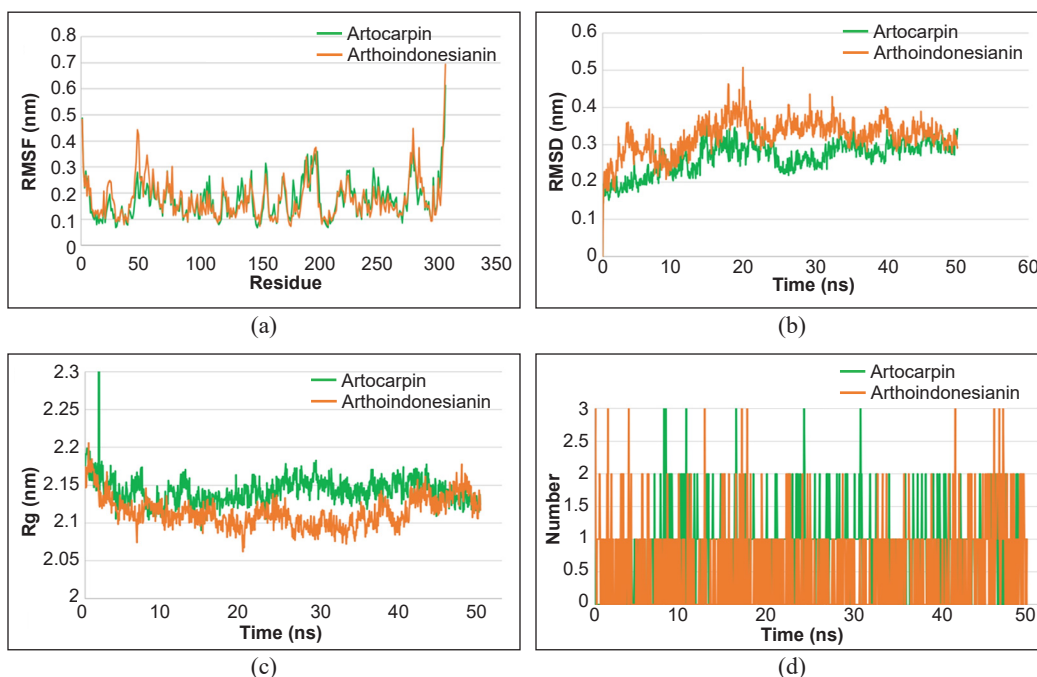 Artocarpin
Arthoindonesianin
RMSF (nm)
0.8
0.7
0.6
0.5
0.4
0.3
0.2
0.1
0
0 50 100 150 200 250 300 350
Residue
(a)
Artocarpin
Arthoindonesianin
RMSD (nm)
0.6
0.5
0.4
0.3
0.2
0.1
0
0 10 20 30 40 50 60
Time (ns)
(b)
Artocarpin
Arthoindonesianin
Rg (nm)
2.3
2.25
2.2
2.15
2.1
2.05
2
0 10 20 30 40 50
Time (ns)
(c)
Artocarpin
Arthoindonesianin
Number
3
2.5
2
1.5
1
0.5
0
0 10 20 30 40 50
Time (ns)
(d)